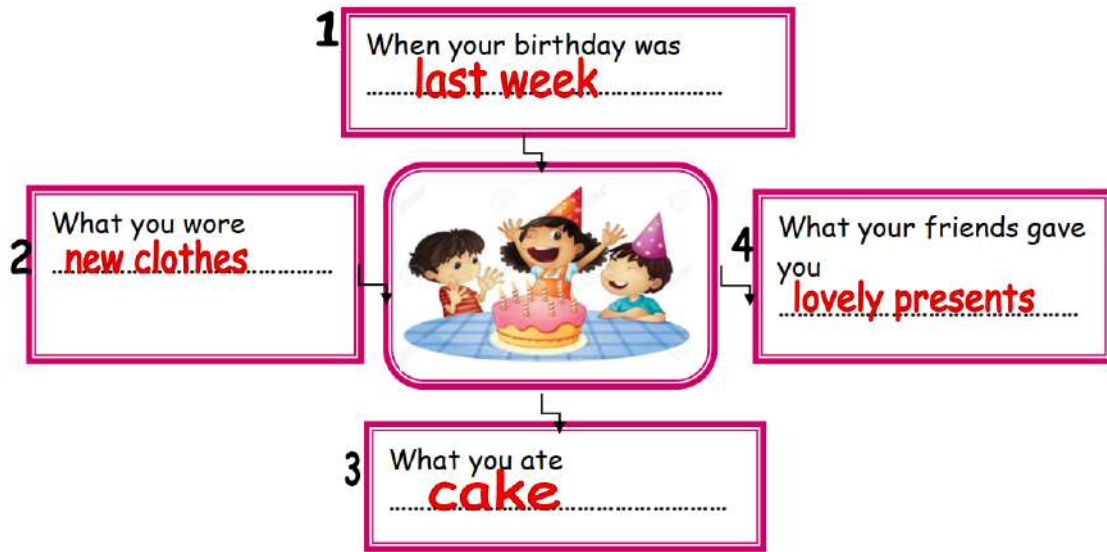 1
When your birthday was
last week
2
What you wore
new clothes
3
What you ate
cake
4
What your friends gave
you
lovely presents